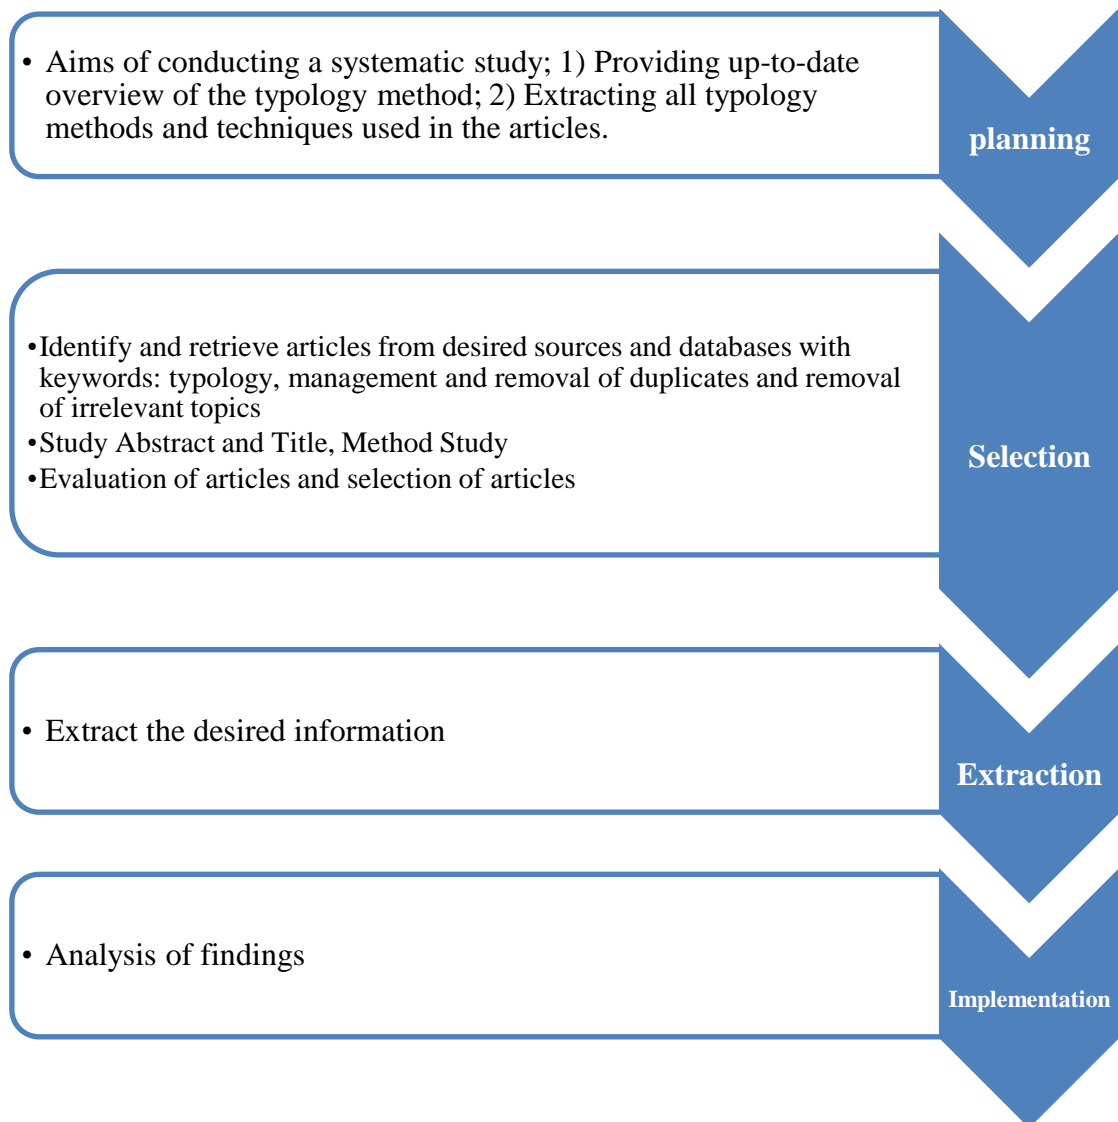 • Aims of conducting a systematic study; 1) Providing up-to-date
overview of the typology method; 2) Extracting all typology
methods and techniques used in the articles.
planning
•Identify and retrieve articles from desired sources and databases with
keywords: typology, management and removal of duplicates and removal
of irrelevant topics
•Study Abstract and Title, Method Study
•Evaluation of articles and selection of articles
Selection
• Extract the desired information
Extraction
• Analysis of findings
Implementation